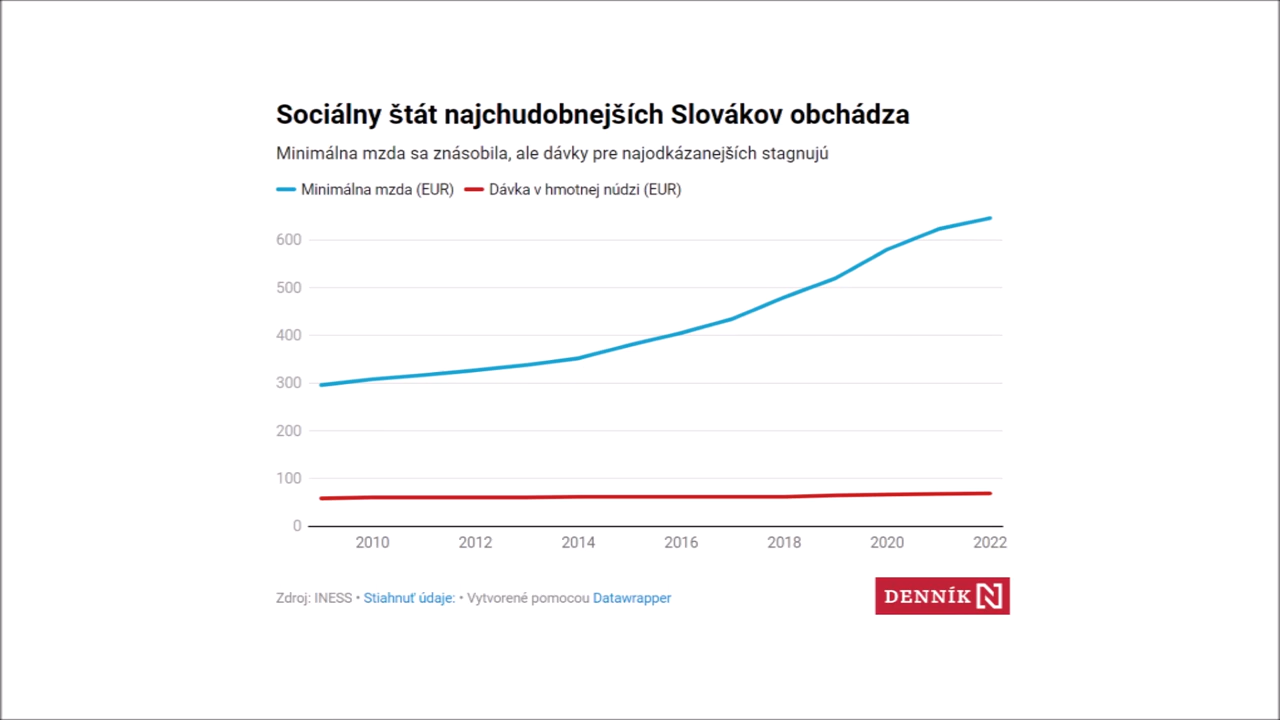 Sociálny štát najchudobnejších Slovákov obchádza
Minimálna mzda sa znásobila, ale dávky pre najodkázanejších stagnujú
Minimálna mzda (EUR) Dávka v hmotnej núdzi (EUR)
600
500
400
300
200
100
0
2010 2012 2014 2016 2018 2020 2022
Zdroj: INESS • Stiahnuť údaje: • Vytvorené pomocou Datawrapper
DENNÍK N